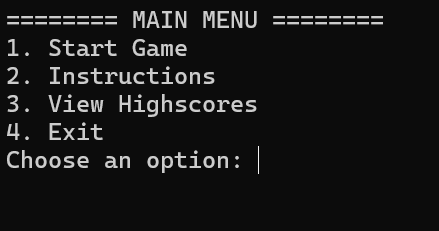 ======== MAIN MENU ========
1. Start Game
2. Instructions
3. View Highscores
4. Exit
Choose an option: